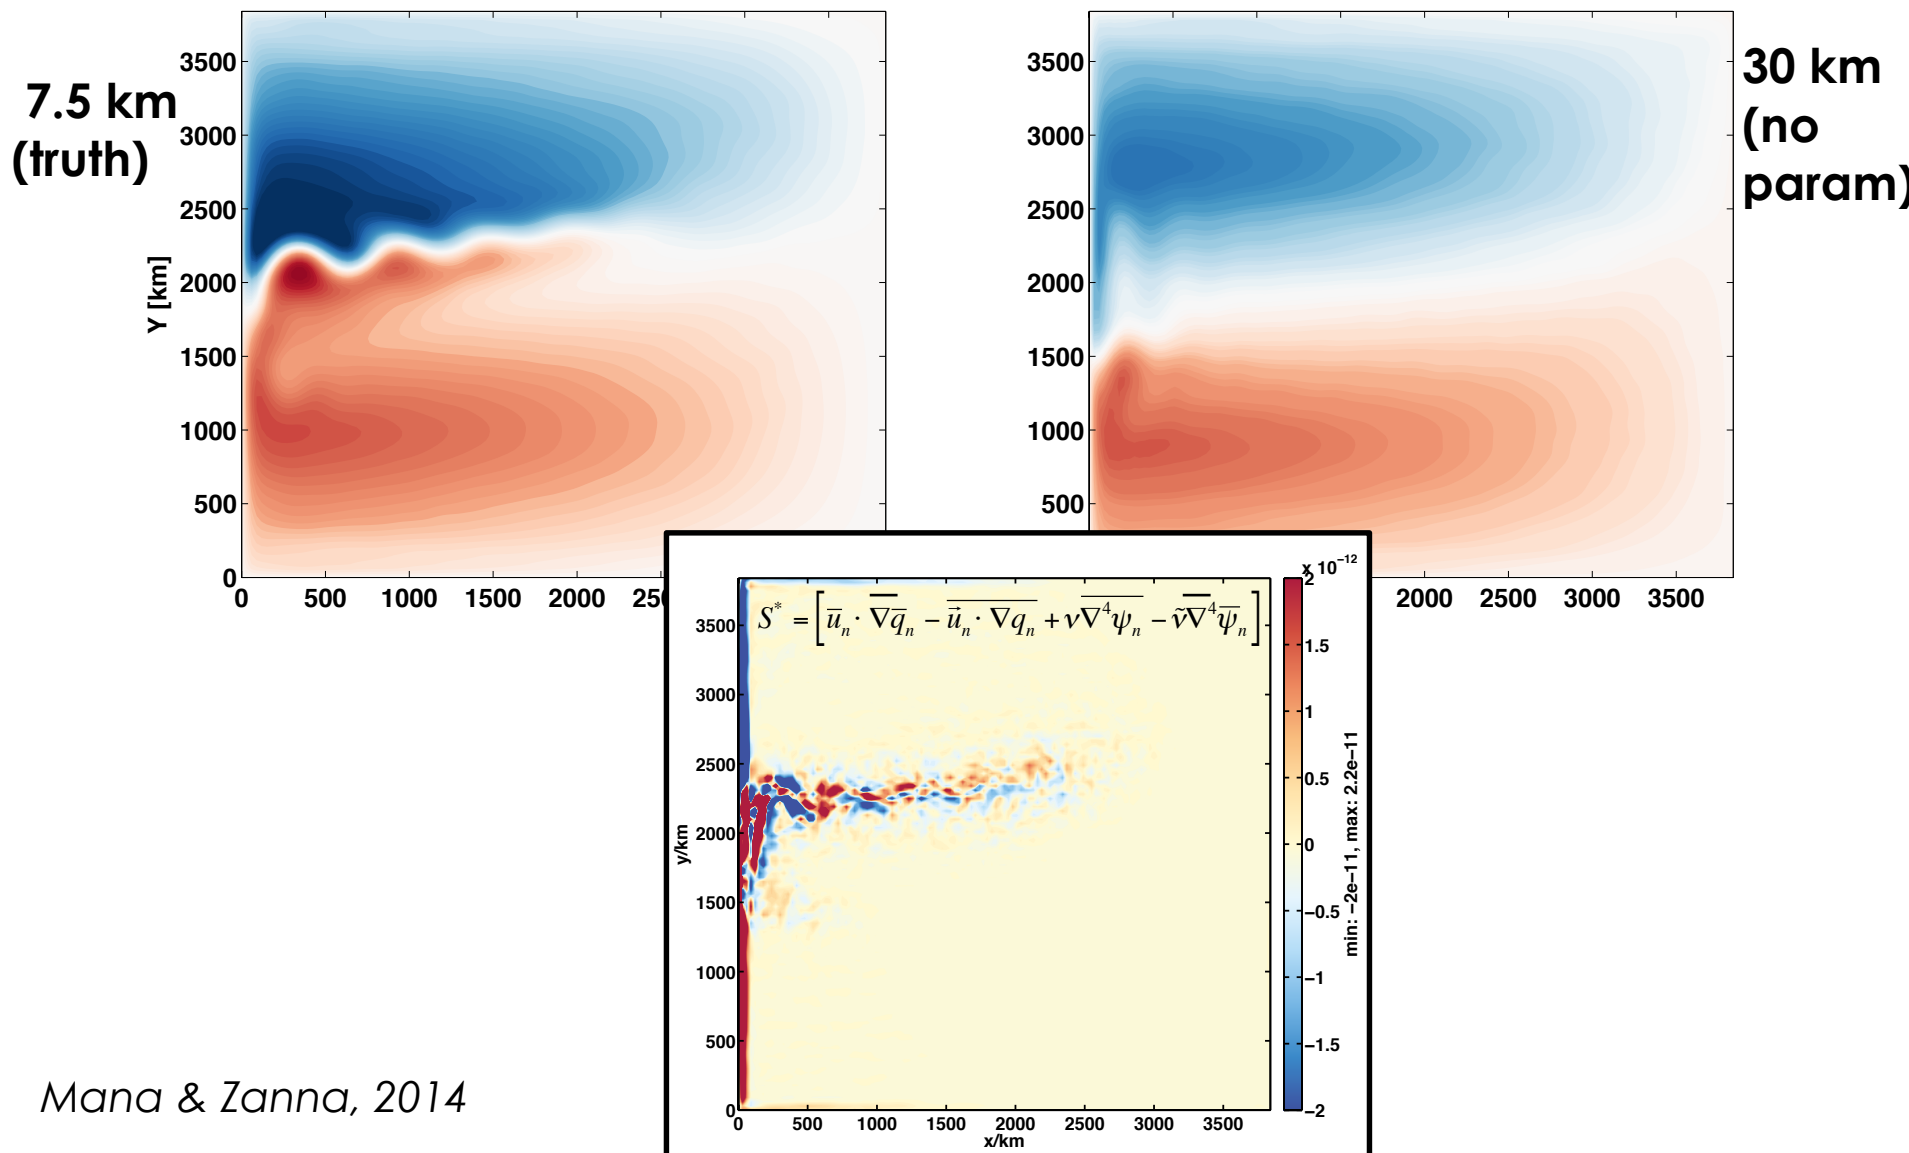 7.5 km
(truth)
3500
3000
2500
2000
1500
1000
500
0
Y [km]
0 500 1000 1500 2000
30 km
(no
param)
3500
3000
2500
2000
1500
1000
500
0
2000 2500 3000 3500
x 10⁻¹²
S* = [ū_n · ∇̅q̅_n − \overline{u⃗_n · ∇q_n} + ν\overline{∇⁴ψ_n} − ν̃∇̅⁴ψ̅_n]
3500
3000
2500
2000
1500
1000
500
0
y/km
0 500 1000 1500 2000 2500 3000 3500
x/km
2
1.5
1
0.5
0
−0.5
−1
−1.5
−2
min: −2e−11, max: 2.2e−11
Mana & Zanna, 2014